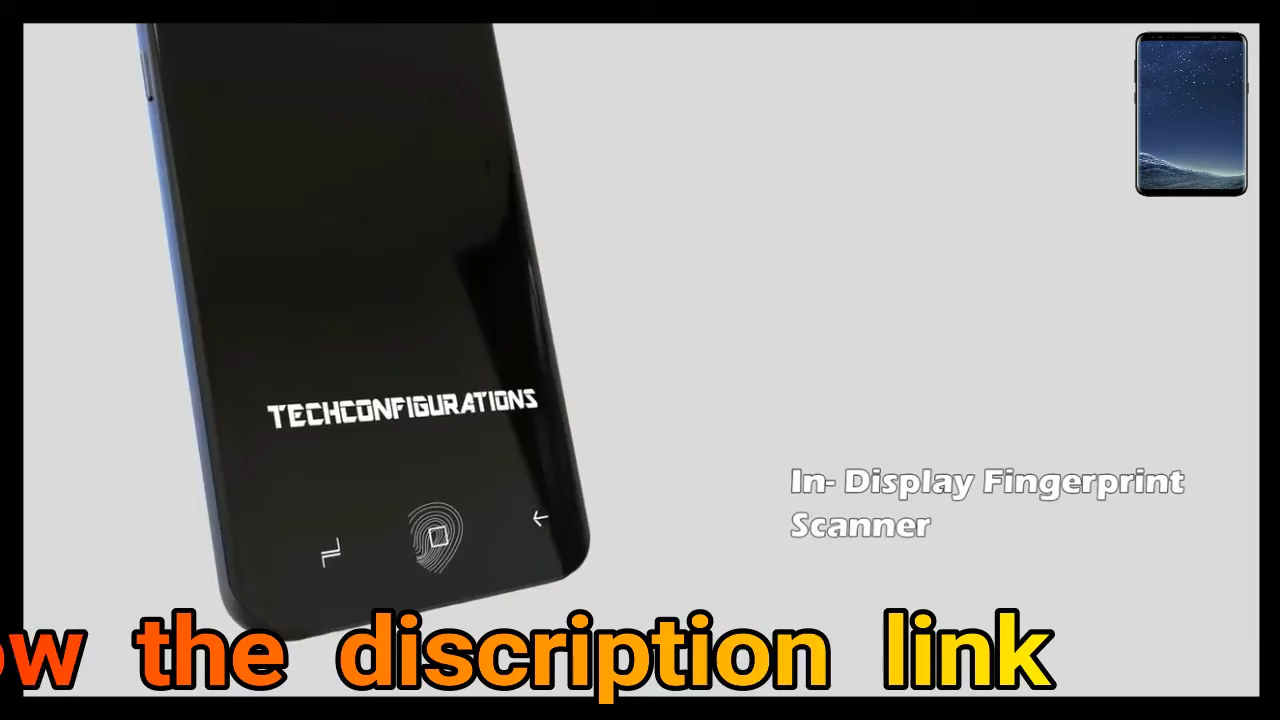 TECHCONFIGURATIONS
In- Display Fingerprint
Scanner
the discription link